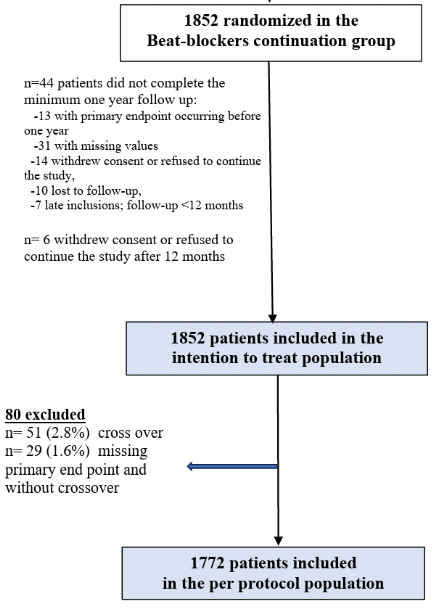 1852 randomized in the
Beat-blockers continuation group
n=44 patients did not complete the
minimum one year follow up:
-13 with primary endpoint occurring before
one year
-31 with missing values
-14 withdrew consent or refused to continue
the study,
-10 lost to follow-up,
-7 late inclusions; follow-up <12 months
n= 6 withdrew consent or refused to
continue the study after 12 months
1852 patients included in the
intention to treat population
80 excluded
n= 51 (2.8%) cross over
n= 29 (1.6%) missing
primary end point and
without crossover
1772 patients included
in the per protocol population